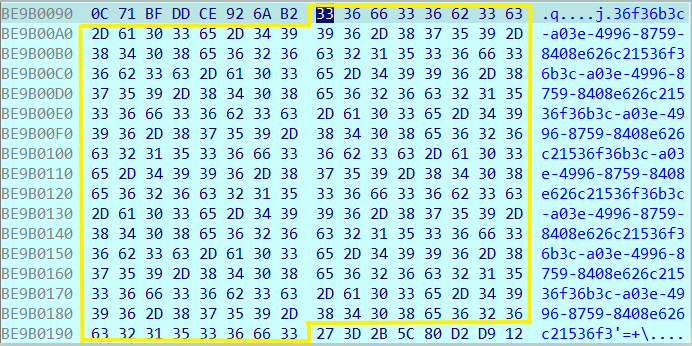 BE9B0090 0C 71 BF DD CE 92 6A B2 33 36 66 33 36 62 33 63 .q....j.36f36b3c
BE9B00A0 2D 61 30 33 65 2D 34 39 39 36 2D 38 37 35 39 2D -a03e-4996-8759-
BE9B00B0 38 34 30 38 65 36 32 36 63 32 31 35 33 36 66 33 8408e626c21536f3
BE9B00C0 36 62 33 63 2D 61 30 33 65 2D 34 39 39 36 2D 38 6b3c-a03e-4996-8
BE9B00D0 37 35 39 2D 38 34 30 38 65 36 32 36 63 32 31 35 759-8408e626c215
BE9B00E0 33 36 66 33 36 62 33 63 2D 61 30 33 65 2D 34 39 36f36b3c-a03e-49
BE9B00F0 39 36 2D 38 37 35 39 2D 38 34 30 38 65 36 32 36 96-8759-8408e626
BE9B0100 63 32 31 35 33 36 66 33 36 62 33 63 2D 61 30 33 c21536f36b3c-a03
BE9B0110 65 2D 34 39 39 36 2D 38 37 35 39 2D 38 34 30 38 e-4996-8759-8408
BE9B0120 65 36 32 36 63 32 31 35 33 36 66 33 36 62 33 63 e626c21536f36b3c
BE9B0130 2D 61 30 33 65 2D 34 39 39 36 2D 38 37 35 39 2D -a03e-4996-8759-
BE9B0140 38 34 30 38 65 36 32 36 63 32 31 35 33 36 66 33 8408e626c21536f3
BE9B0150 36 62 33 63 2D 61 30 33 65 2D 34 39 39 36 2D 38 6b3c-a03e-4996-8
BE9B0160 37 35 39 2D 38 34 30 38 65 36 32 36 63 32 31 35 759-8408e626c215
BE9B0170 33 36 66 33 36 62 33 63 2D 61 30 33 65 2D 34 39 36f36b3c-a03e-49
BE9B0180 39 36 2D 38 37 35 39 2D 38 34 30 38 65 36 32 36 96-8759-8408e626
BE9B0190 63 32 31 35 33 36 66 33 27 3D 2B 5C 80 D2 D9 12 c21536f3'=+\....